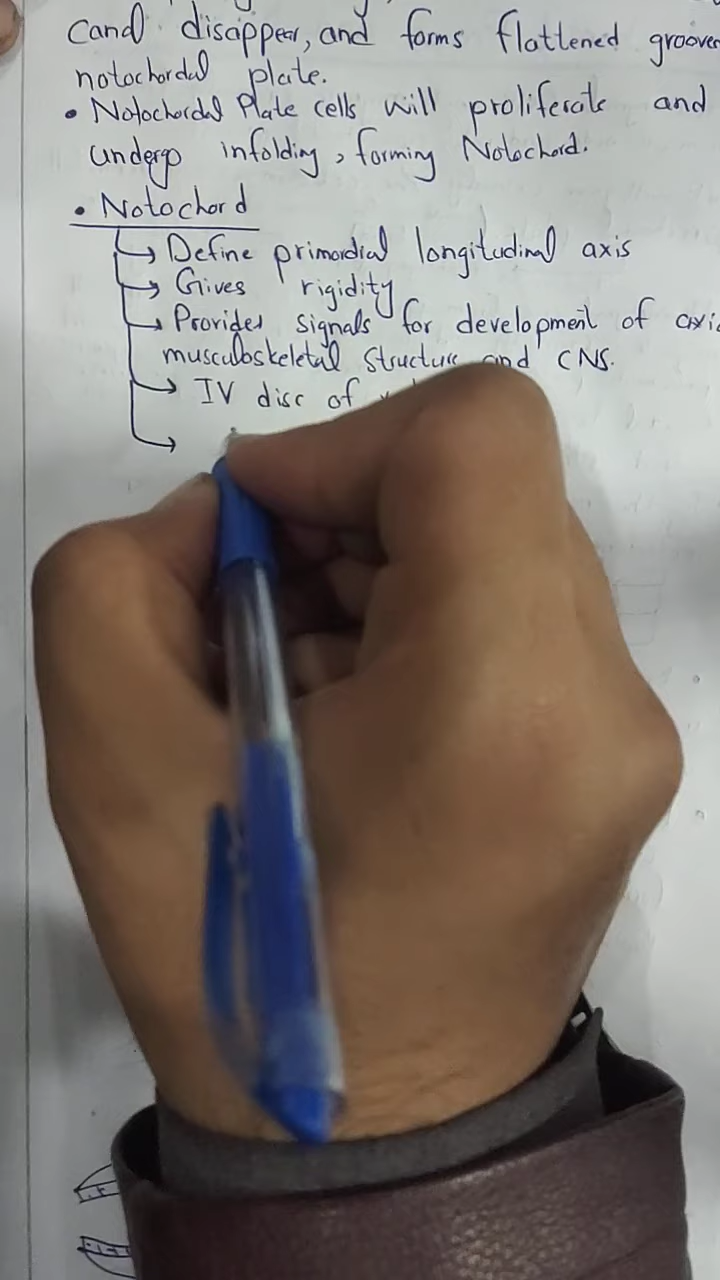 canal disappear, and forms flattened groove
notochordal plate.
• Notochordal Plate cells will proliferate and
undergo infolding, forming Notochord.
• Notochord
↳ Define primordial longitudinal axis
↳ Gives rigidity
↳ Provides signals for development of
musculoskeletal structure and CNS.
→ IV disc of